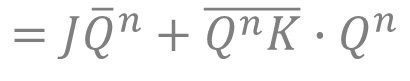 = JQ̅ⁿ + \overline{QⁿK} · Qⁿ